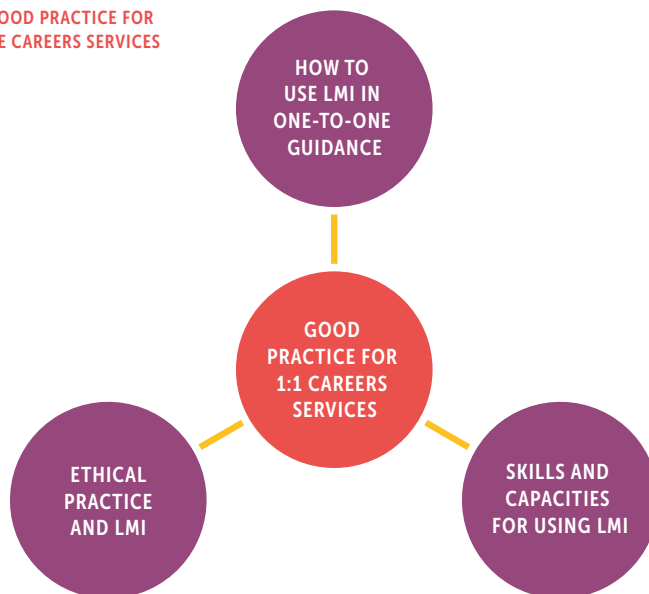 OOD PRACTICE FOR
E CAREERS SERVICES
HOW TO
USE LMI IN
ONE-TO-ONE
GUIDANCE
GOOD
PRACTICE FOR
1:1 CAREERS
SERVICES
ETHICAL
PRACTICE
AND LMI
SKILLS AND
CAPACITIES
FOR USING LMI